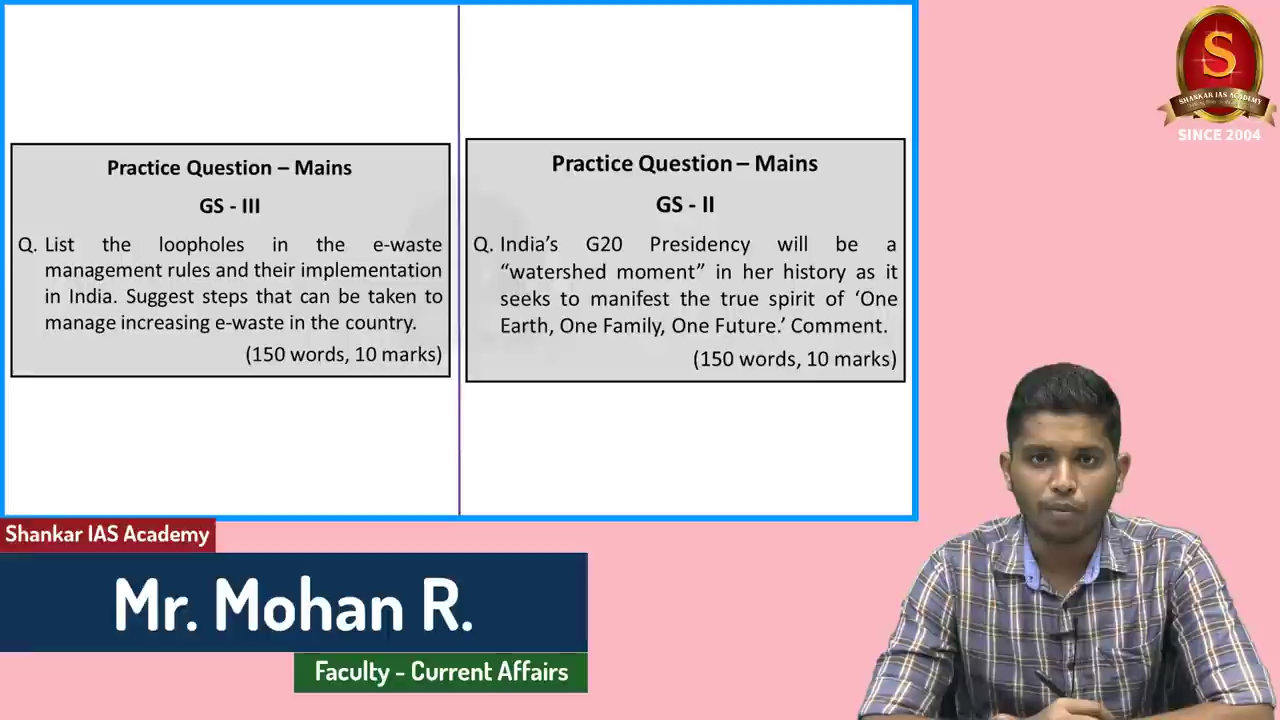 Practice Question – Mains
GS - III
Q. List the loopholes in the e-waste
management rules and their implementation
in India. Suggest steps that can be taken to
manage increasing e-waste in the country.
(150 words, 10 marks)
Practice Question – Mains
GS - II
Q. India’s G20 Presidency will be a
“watershed moment” in her history as it
seeks to manifest the true spirit of ‘One
Earth, One Family, One Future.’ Comment.
(150 words, 10 marks)
S
SHANKAR IAS ACADEMY
SINCE 2004
Shankar IAS Academy
Mr. Mohan R.
Faculty - Current Affairs